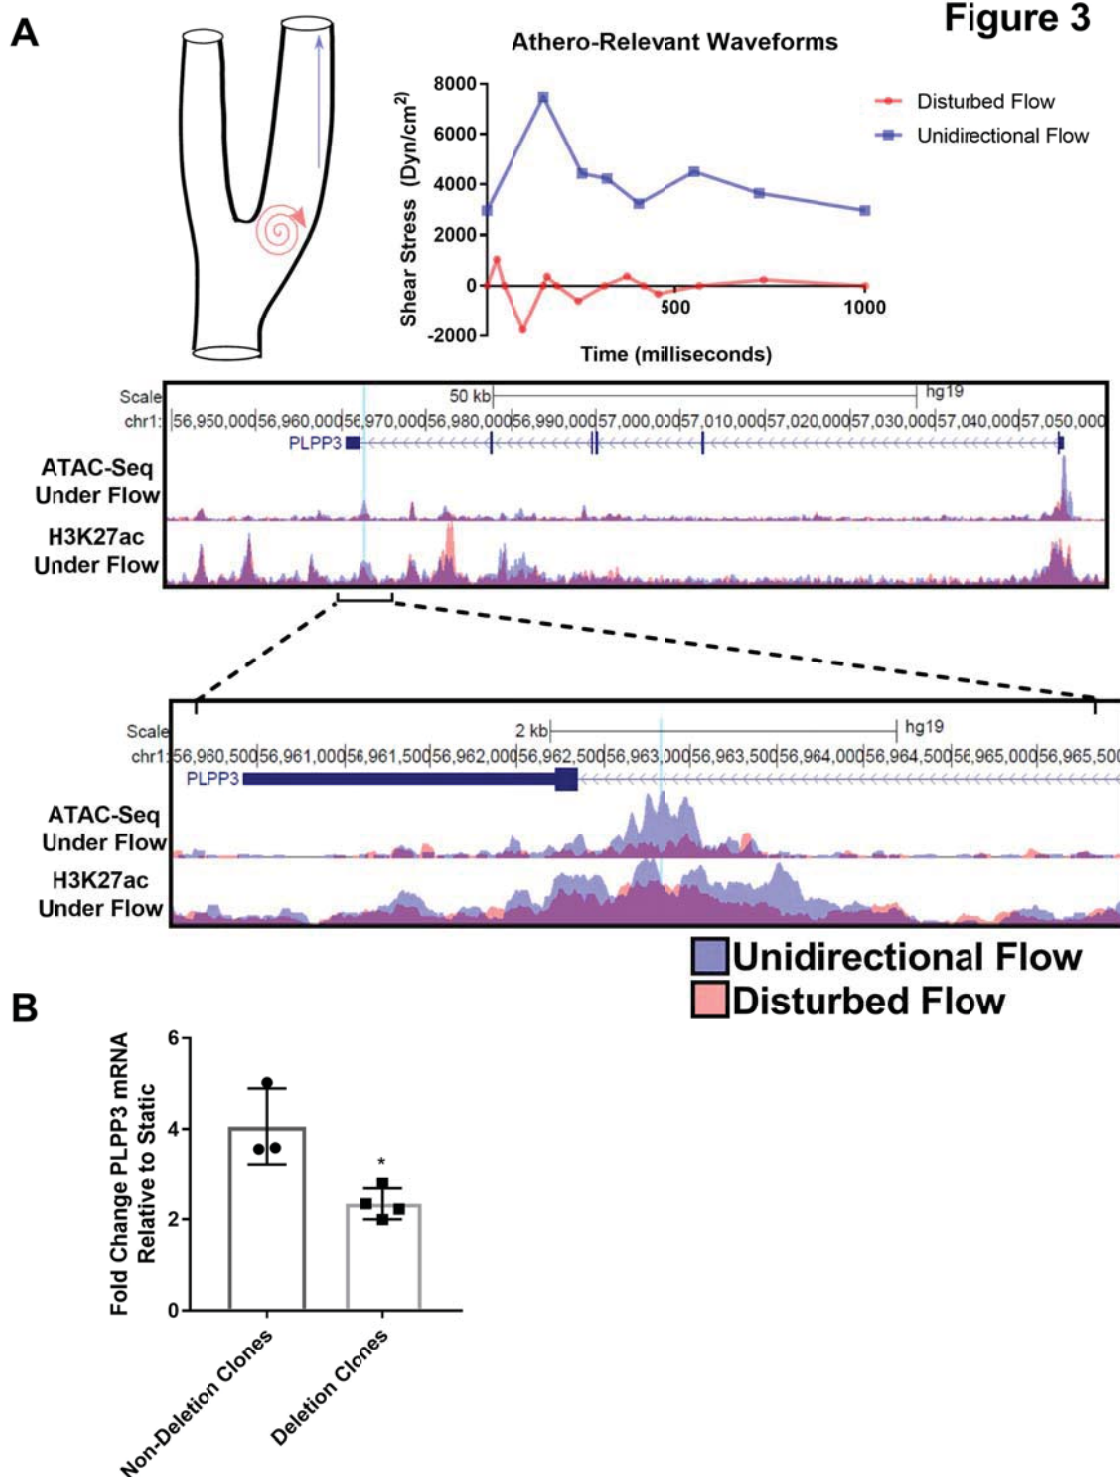 Figure 3
A
Athero-Relevant Waveforms
8000
6000
4000
2000
0
-2000
Shear Stress (Dyn/cm²)
500
1000
Time (milliseconds)
Disturbed Flow
Unidirectional Flow
Scale
50 kb
hg19
chr1:
56,950,000|56,960,000|56,970,000|56,980,000|56,990,000|57,000,000|57,010,000|57,020,000|57,030,000|57,040,000|57,050,000
PLPP3
ATAC-Seq
Under Flow
H3K27ac
Under Flow
Scale
2 kb
hg19
chr1:
56,960,500|56,961,000|56,961,500|56,962,000|56,962,500|56,963,000|56,963,500|56,964,000|56,964,500|56,965,000|56,965,500
PLPP3
ATAC-Seq
Under Flow
H3K27ac
Under Flow
Unidirectional Flow
Disturbed Flow
B
Fold Change PLPP3 mRNA
Relative to Static
6
4
2
0
*
Non-Deletion Clones
Deletion Clones